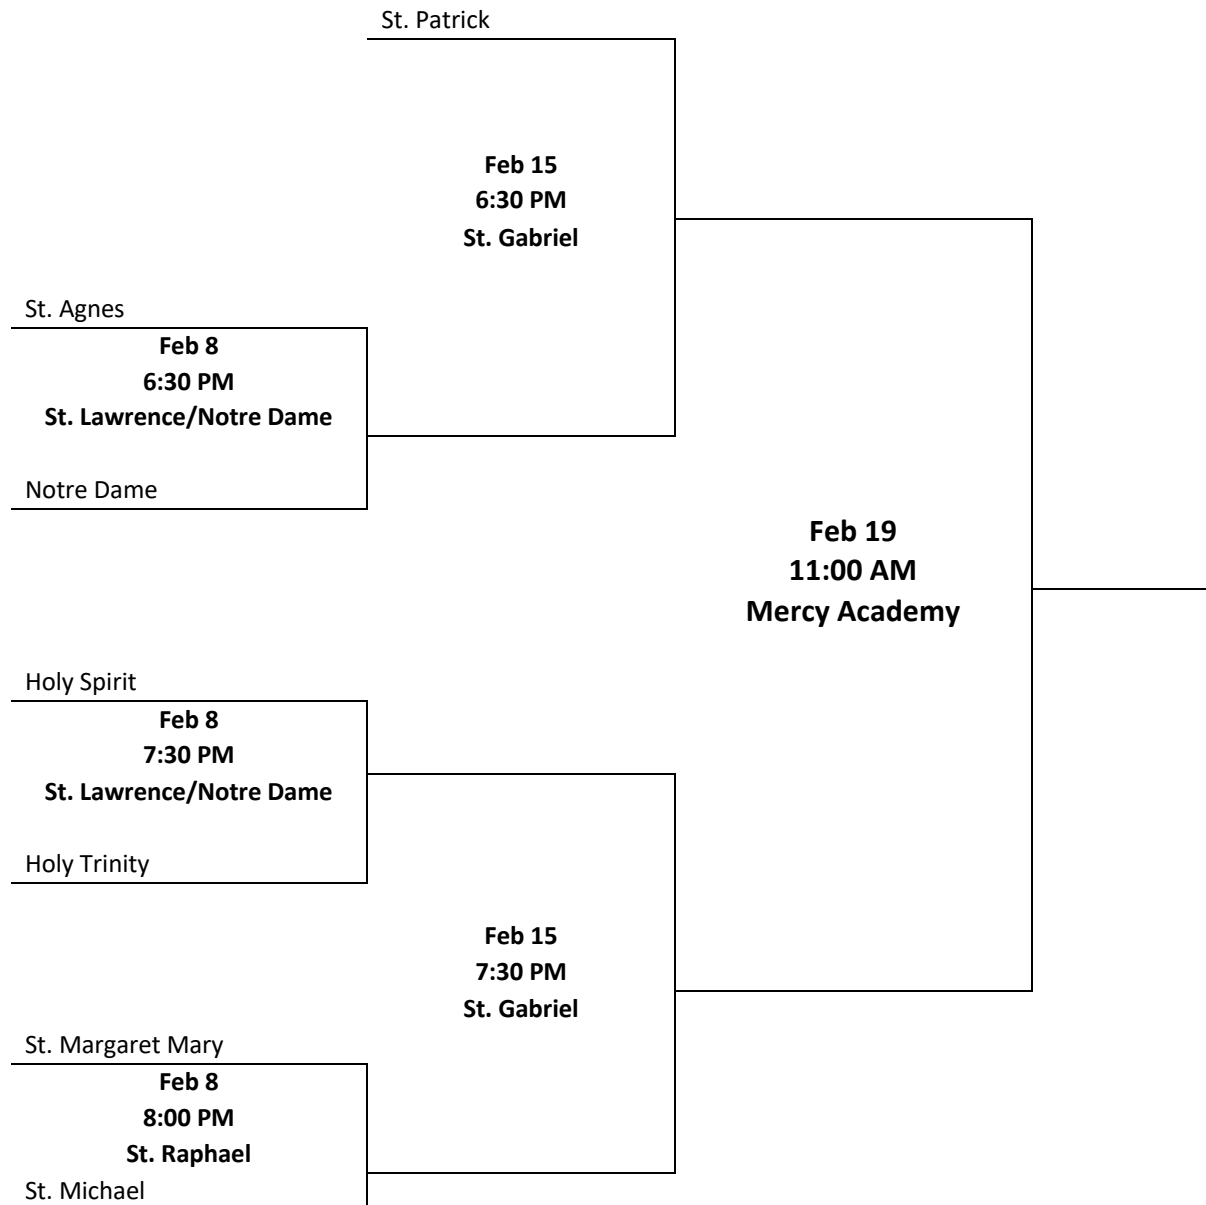 St. Patrick
Feb 15
6:30 PM
St. Gabriel
St. Agnes
Feb 8
6:30 PM
St. Lawrence/Notre Dame
Notre Dame
Feb 19
11:00 AM
Mercy Academy
Holy Spirit
Feb 8
7:30 PM
St. Lawrence/Notre Dame
Holy Trinity
Feb 15
7:30 PM
St. Gabriel
St. Margaret Mary
Feb 8
8:00 PM
St. Raphael
St. Michael